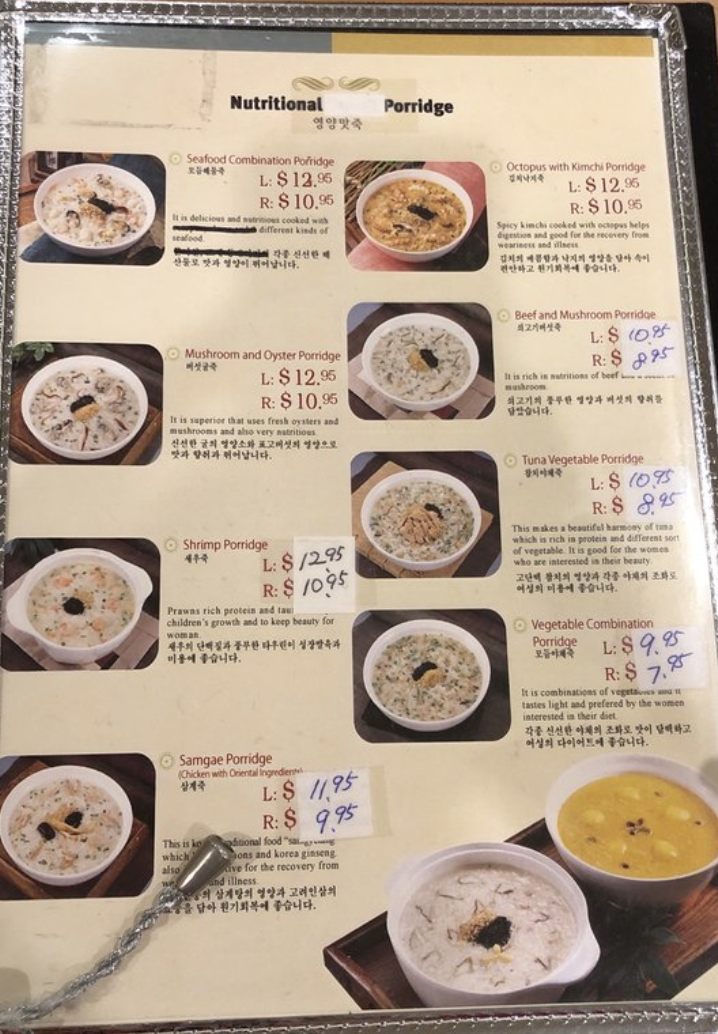 Nutritional Porridge
영양맛죽
Seafood Combination Porridge
모듬해물죽
L: $12.95
R: $10.95
It is delicious and nutritious cooked with
different kinds of
seafood.
각종 신선한 해
산물로 맛과 영양이 뛰어납니다.
Mushroom and Oyster Porridge
버섯굴죽
L: $12.95
R: $10.95
It is superior that uses fresh oysters and
mushrooms and also very nutritious.
신선한 굴의 영양소와 표고버섯의 영양으로
맛과 향취과 뛰어납니다.
Shrimp Porridge
새우죽
L: $12.95
R: $10.95
Prawns rich protein and
children's growth and to keep beauty for
woman.
새우의 단백질과 풍부한 타우린이 성장발육과
미용에 좋습니다.
Samgae Porridge
(Chicken with Oriental Ingredients)
삼계죽
L: $11.95
R: $9.95
This is food
which and korea ginseng.
also for the recovery from
and illness.
삼계탕의 영양과 고려인삼의
담아 원기회복에 좋습니다.
Octopus with Kimchi Porridge
김치낙지죽
L: $12.95
R: $10.95
Spicy kimchi cooked with octopus helps
digestion and good for the recovery from
weariness and illness.
김치의 매콤함과 낙지의 영양을 담아 속이
편안하고 원기회복에 좋습니다.
Beef and Mushroom Porridge
쇠고기버섯죽
L: $10.95
R: $8.95
It is rich in nutritions of beef
mushroom.
쇠고기의 풍부한 영양과 버섯의 향취를
담았습니다.
Tuna Vegetable Porridge
참치야채죽
L: $10.95
R: $8.95
This makes a beautiful harmony of tuna
which is rich in protein and different sort
of vegetable. It is good for the women
who are interested in their beauty.
고단백 참치의 영양과 각종 야채의 조화로
여성의 미용에 좋습니다.
Vegetable Combination
Porridge
모듬야채죽
L: $9.95
R: $7.95
It is combinations of vegetables and it
tastes light and prefered by the women
interested in their diet.
각종 신선한 야채의 조화로 맛이 담백하고
여성의 다이어트에 좋습니다.